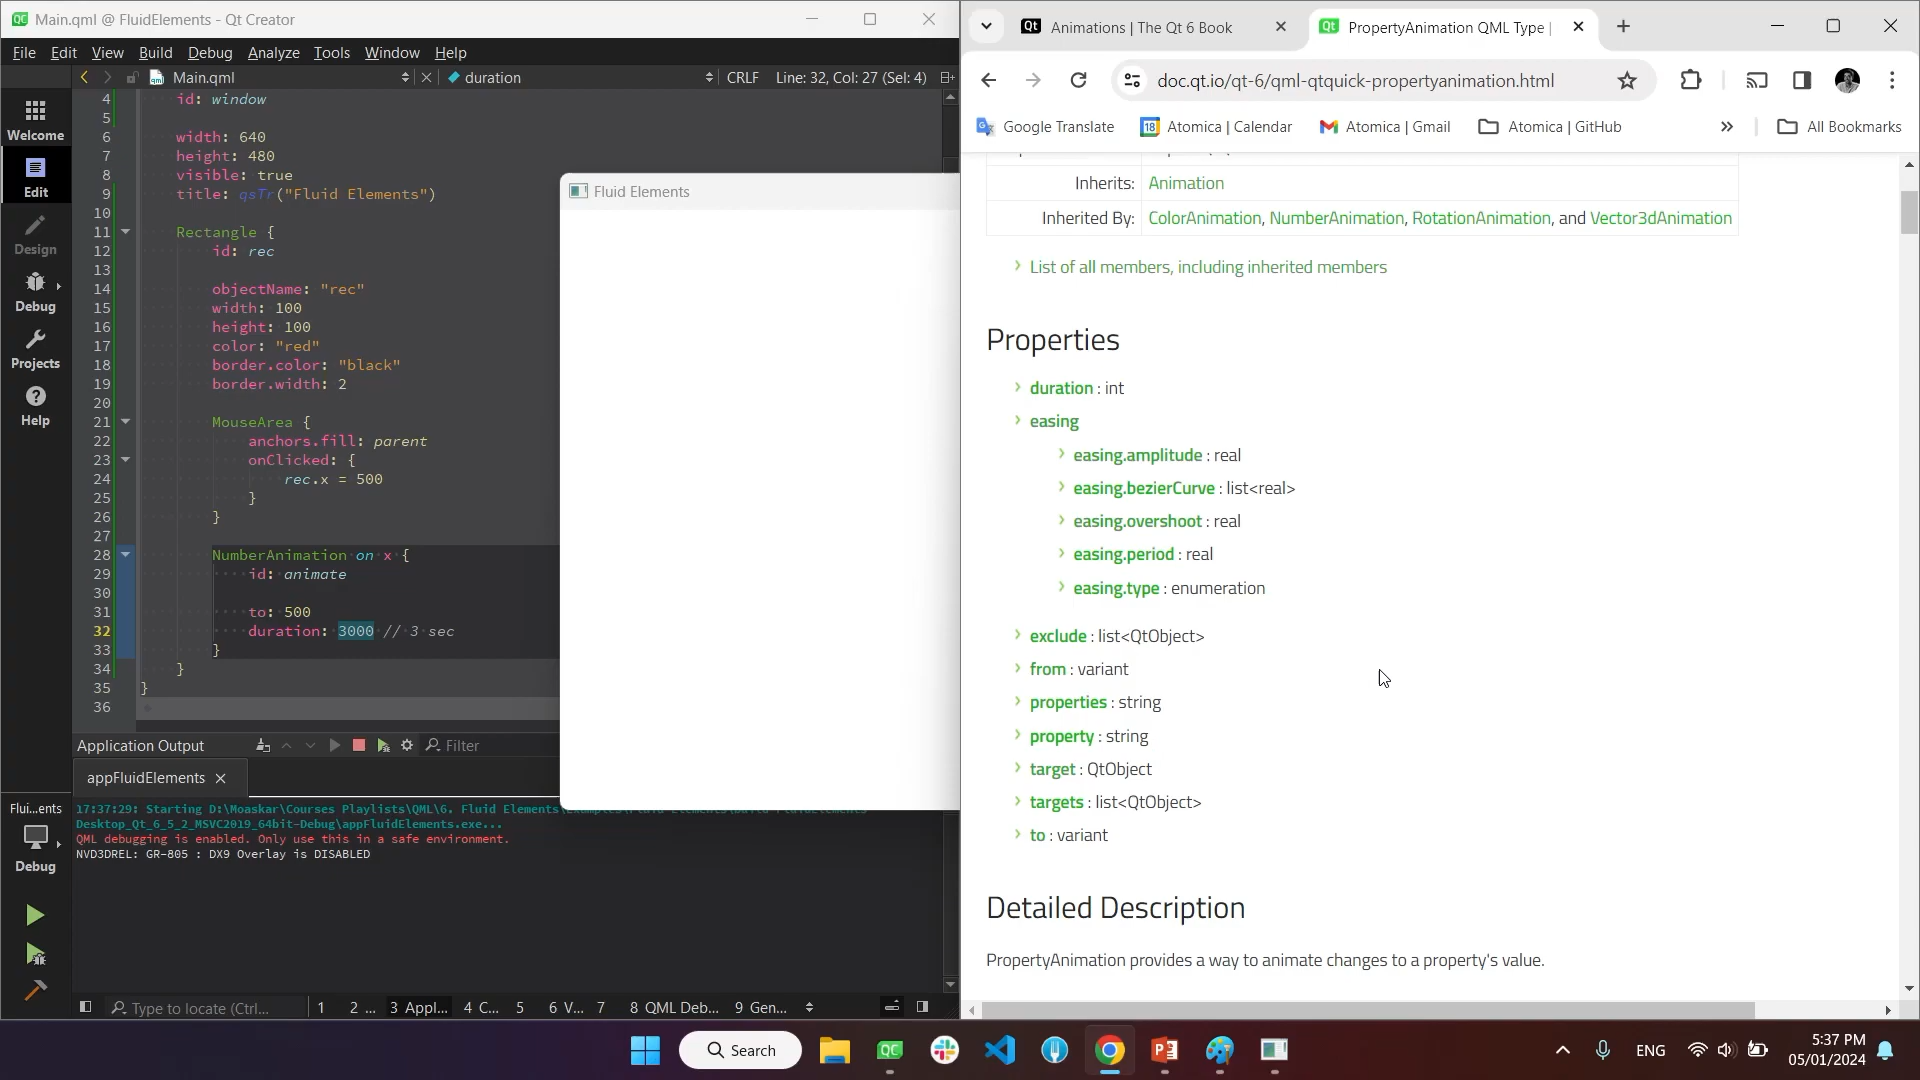 Main.qml @ FluidElements - Qt Creator
File Edit View Build Debug Analyze Tools Window Help
Main.qml duration CRLF Line: 32, Col: 27 (Sel: 4)
Welcome
Edit
Design
Debug
Projects
Help
4 id: window
5
6 width: 640
7 height: 480
8 visible: true
9 title: qsTr("Fluid Elements")
10
11 Rectangle {
12 id: rec
13
14 objectName: "rec"
15 width: 100
16 height: 100
17 color: "red"
18 border.color: "black"
19 border.width: 2
20
21 MouseArea {
22 anchors.fill: parent
23 onClicked: {
24 rec.x = 500
25 }
26 }
27
28 NumberAnimation on x {
29 id: animate
30
31 to: 500
32 duration: 3000 // 3 sec
33 }
34 }
35 }
36
Fluid Elements
Application Output Filter
appFluidElements
17:37:29: Starting D:\Moaskar\Courses Playlists\QML\6. Fluid Elements
Desktop_Qt_6_5_2_MSVC2019_64bit-Debug\appFluidElements.exe...
QML debugging is enabled. Only use this in a safe environment.
NVD3DREL: GR-805 : DX9 Overlay is DISABLED
Flui...ents
Debug
Type to locate (Ctrl... 1 2 ... 3 Appl... 4 C... 5 6 V... 7 8 QML Deb... 9 Gen...
Animations | The Qt 6 Book PropertyAnimation QML Type |
doc.qt.io/qt-6/qml-qtquick-propertyanimation.html
Google Translate 18 Atomica | Calendar Atomica | Gmail Atomica | GitHub All Bookmarks
Inherits: Animation
Inherited By: ColorAnimation, NumberAnimation, RotationAnimation, and Vector3dAnimation
List of all members, including inherited members
Properties
duration : int
easing
easing.amplitude : real
easing.bezierCurve : list<real>
easing.overshoot : real
easing.period : real
easing.type : enumeration
exclude : list<QtObject>
from : variant
properties : string
property : string
target : QtObject
targets : list<QtObject>
to : variant
Detailed Description
PropertyAnimation provides a way to animate changes to a property's value.
Search
ENG
5:37 PM
05/01/2024